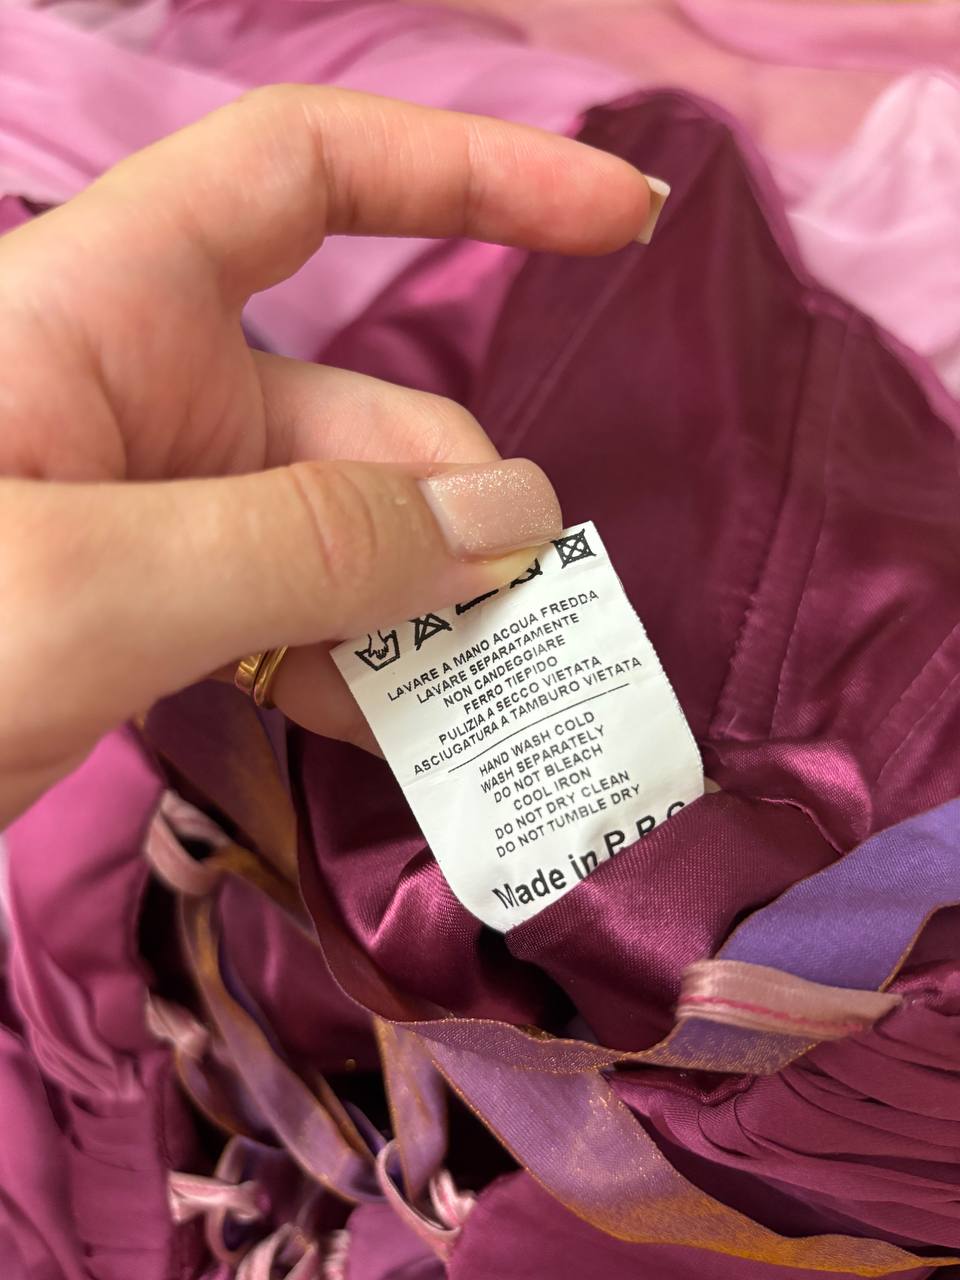 LAVARE A MANO ACQUA FREDDA
LAVARE SEPARATAMENTE
NON CANDEGGIARE
FERRO TIEPIDO
PULIZIA A SECCO VIETATA
ASCIUGATURA A TAMBURO VIETATA
HAND WASH COLD
WASH SEPARATELY
DO NOT BLEACH
COOL IRON
DO NOT DRY CLEAN
DO NOT TUMBLE DRY
Made in P.R.C